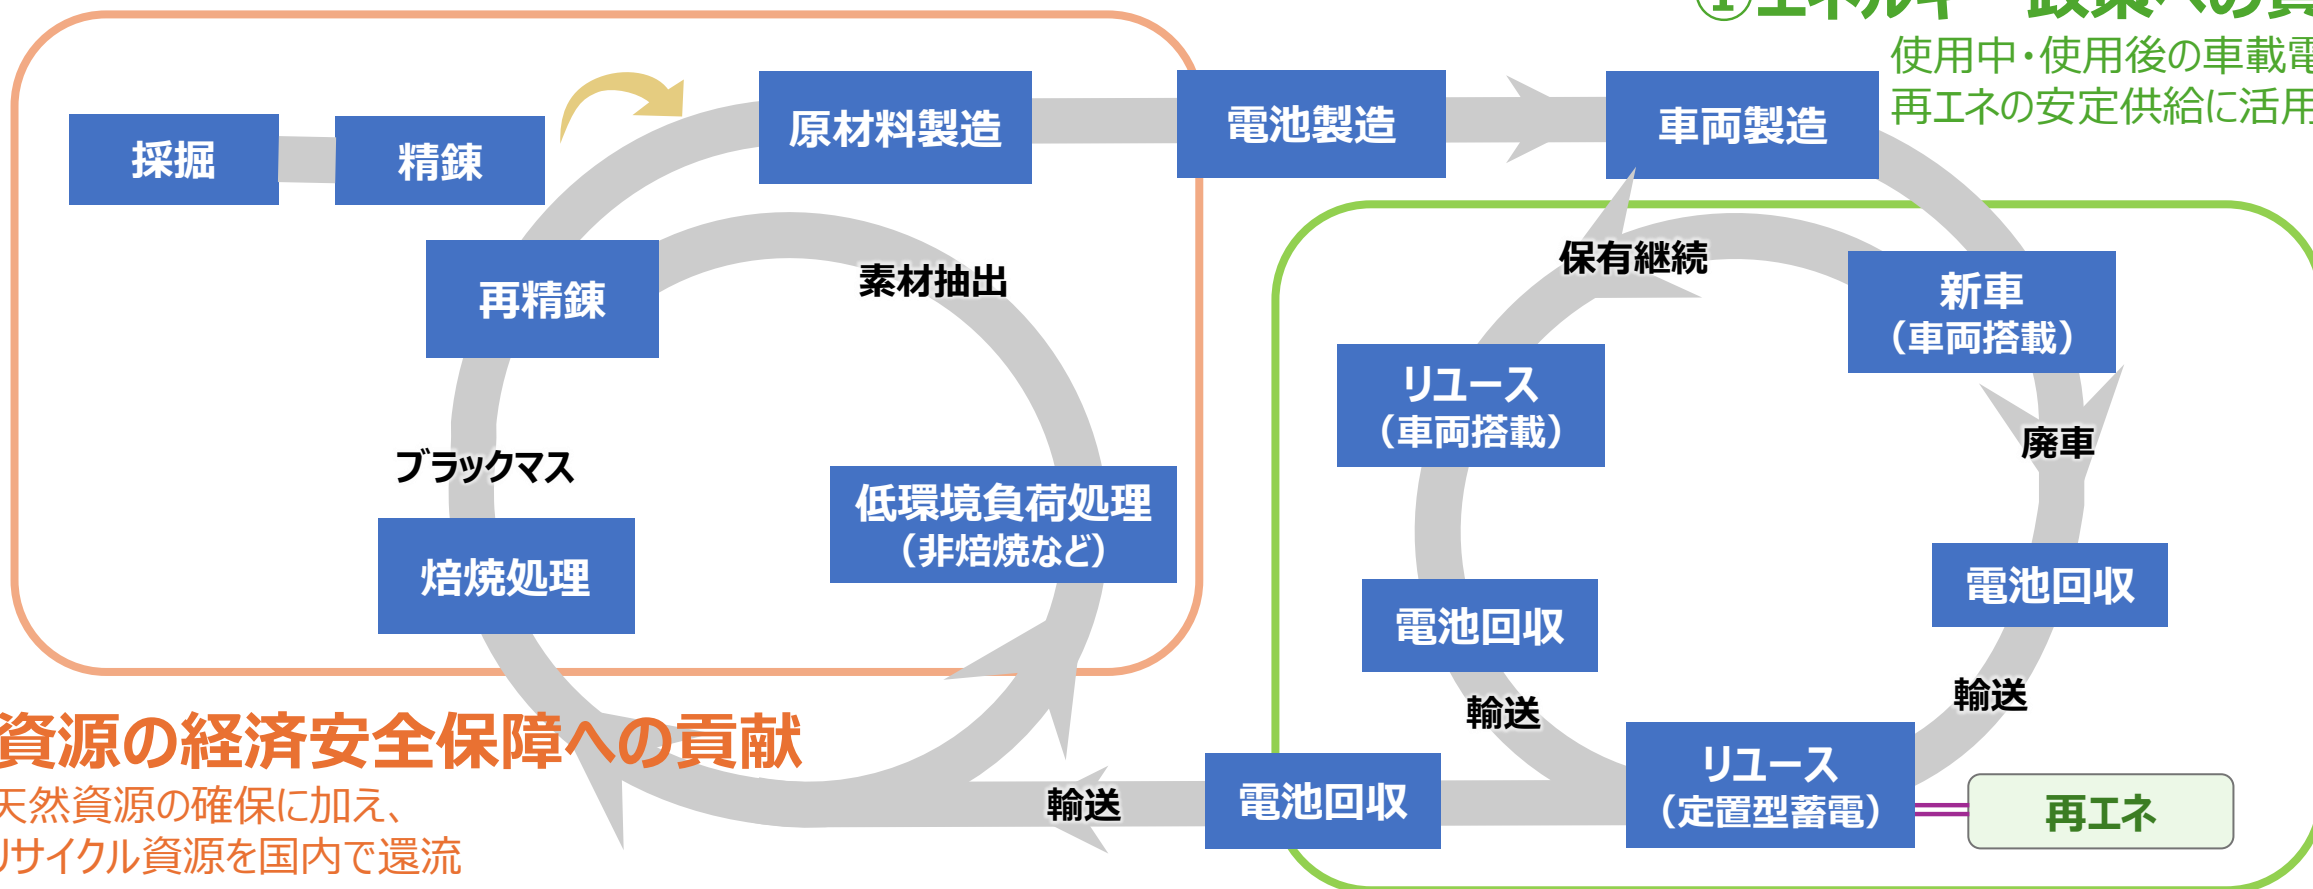 ①エネルギー政策への貢
使用中・使用後の車載電
再エネの安定供給に活用
採掘
精錬
原材料製造
電池製造
車両製造
再精錬
素材抽出
保有継続
新車
（車両搭載）
リユース
（車両搭載）
廃車
ブラックマス
低環境負荷処理
（非焙焼など）
焙焼処理
電池回収
電池回収
輸送
輸送
資源の経済安全保障への貢献
天然資源の確保に加え、
リサイクル資源を国内で還流
輸送
電池回収
リユース
（定置型蓄電）
再エネ